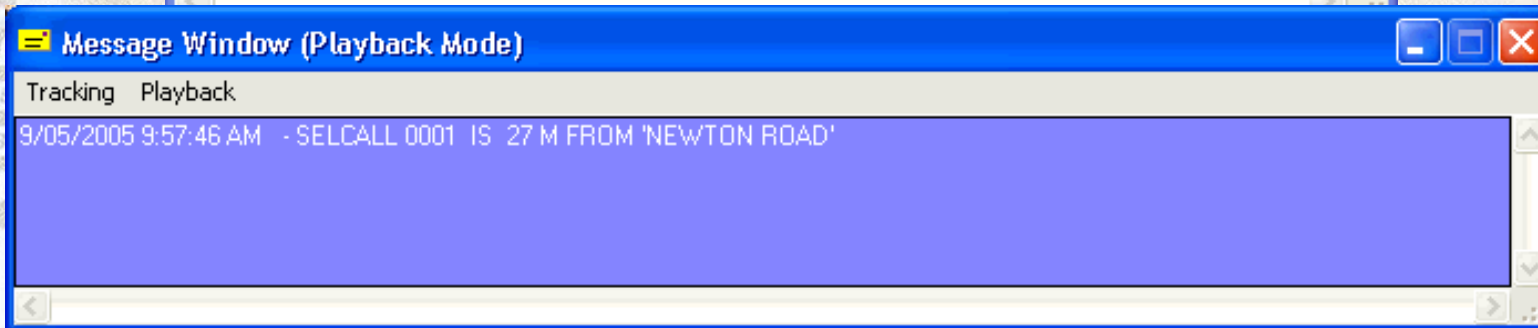 Message Window (Playback Mode)
Tracking Playback
9/05/2005 9:57:46 AM - SELCALL 0001 IS 27 M FROM 'NEWTON ROAD'